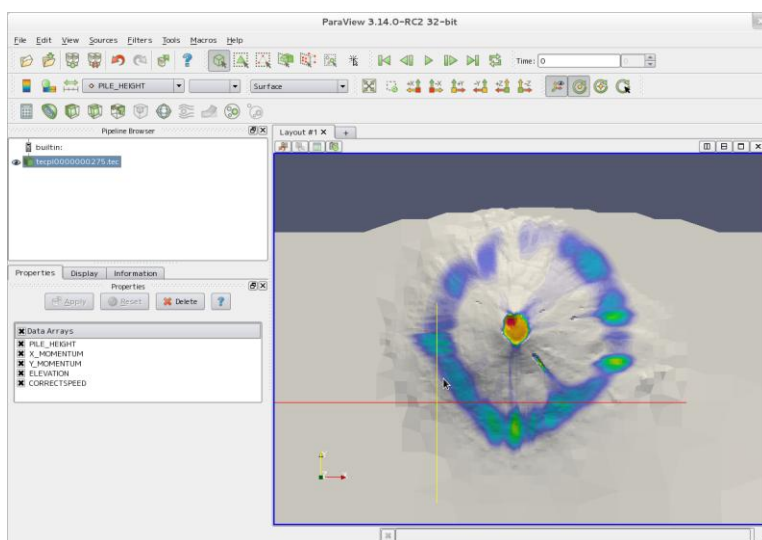 ParaView 3.14.0-RC2 32-bit
File Edit View Sources Filters Tools Macros Help
Time: 0
0
PILE_HEIGHT
Surface
Pipeline Browser
Layout #1
builtin:
tecpl0000000275.tec
Properties Display Information
Properties
Apply Reset Delete ?
Data Arrays
PILE_HEIGHT
X_MOMENTUM
Y_MOMENTUM
ELEVATION
CORRECTSPEED